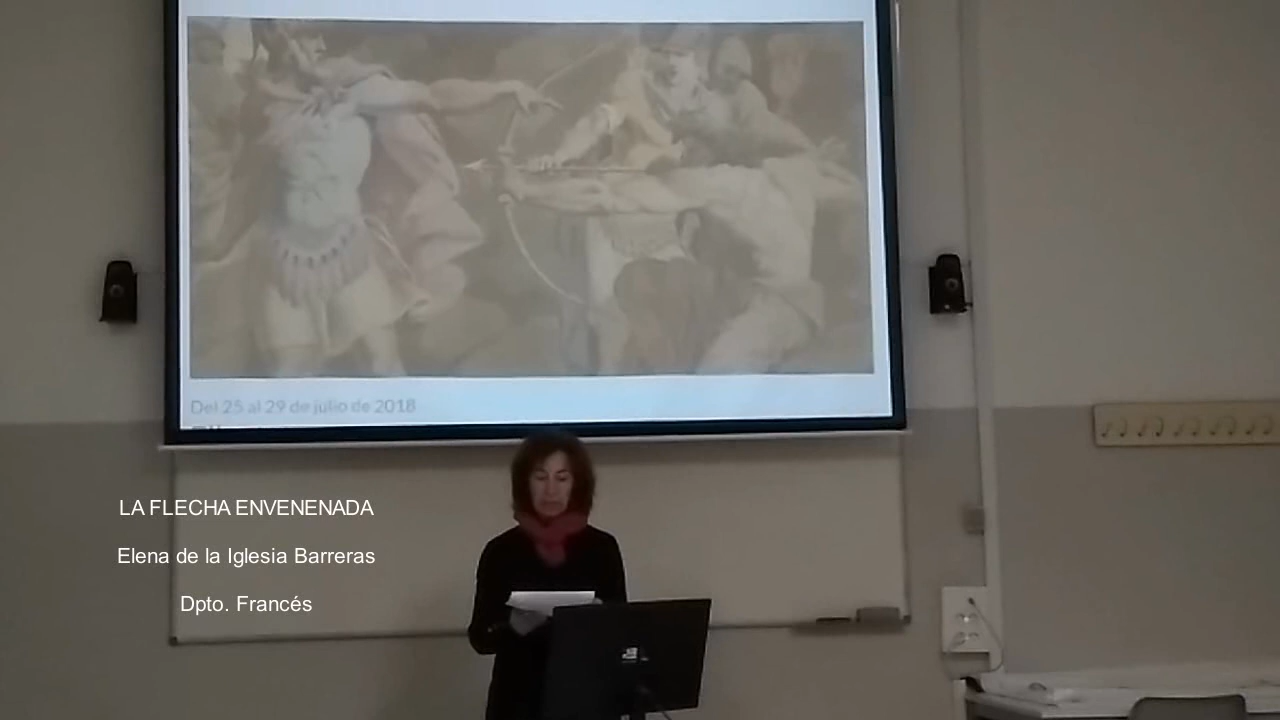 Del 25 al 29 de julio de 2018
LA FLECHA ENVENENADA
Elena de la Iglesia Barreras
Dpto. Francés